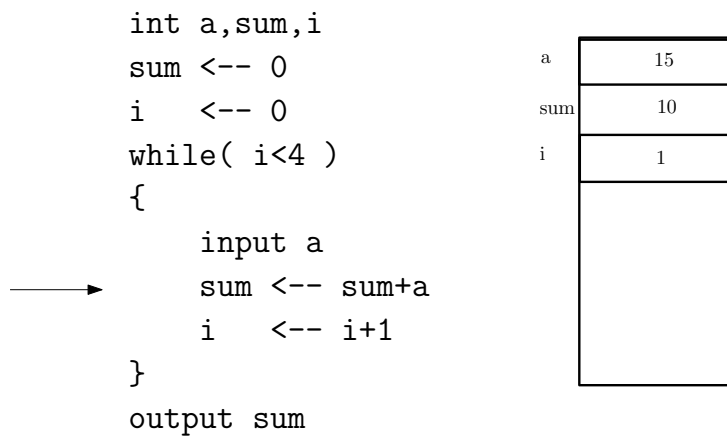 int a,sum,i
sum <-- 0
i <-- 0
while( i<4 )
{
input a
sum <-- sum+a
i <-- i+1
}
output sum
a 15
sum 10
i 1